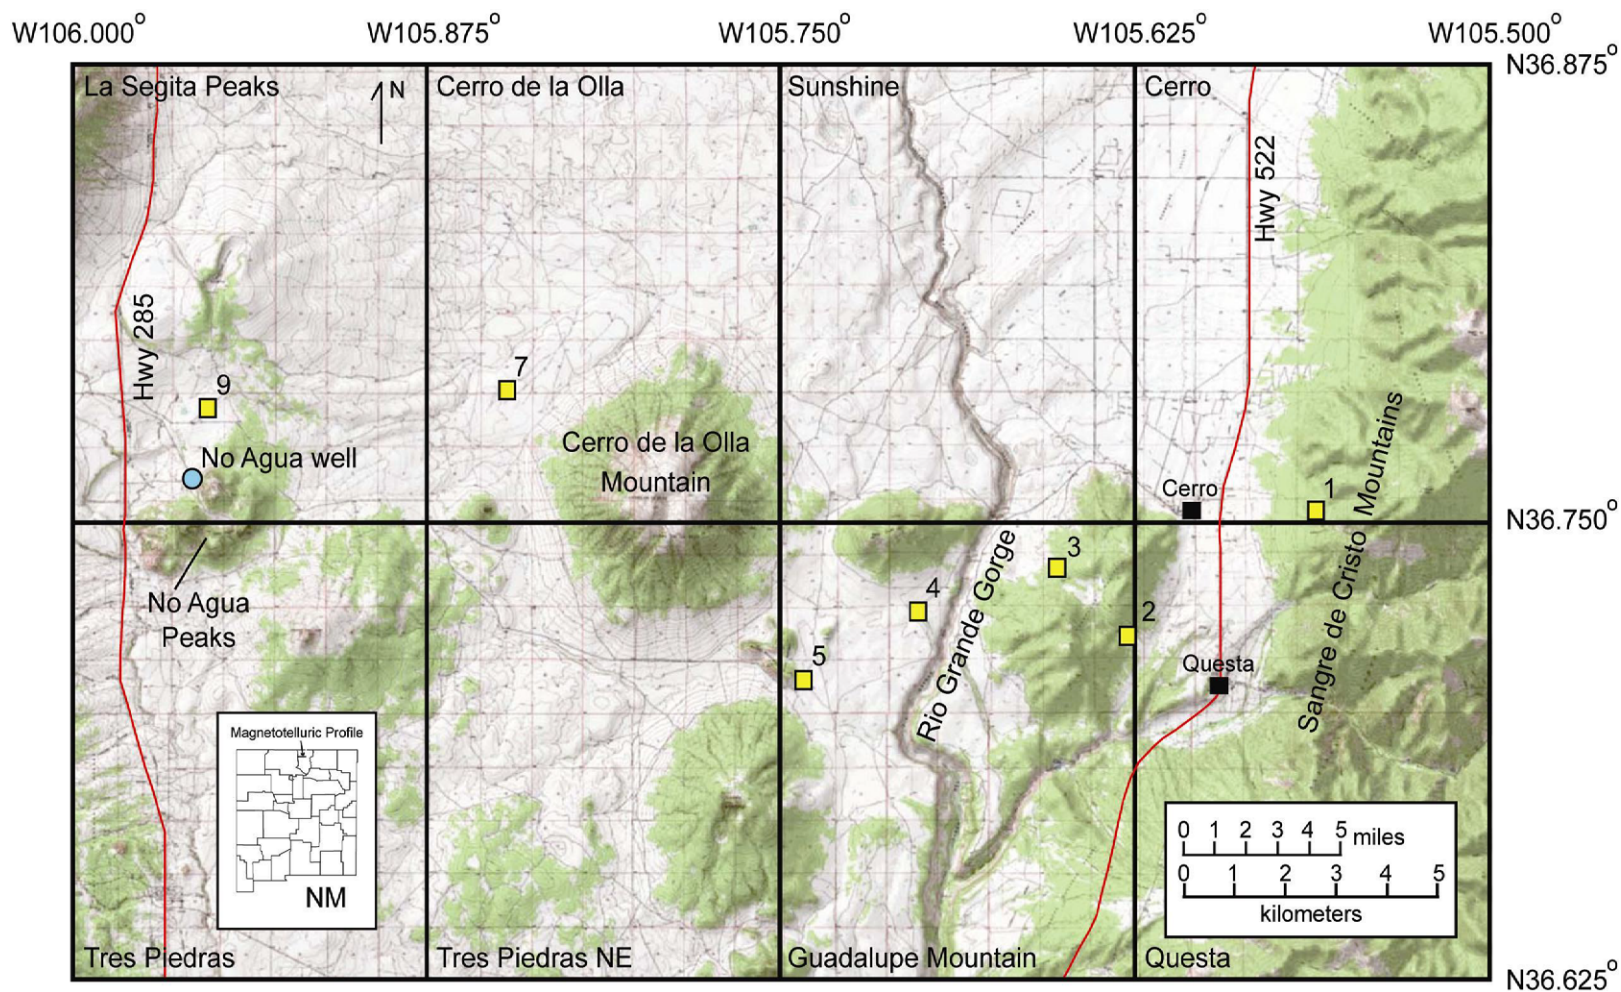 W106.000°
W105.875°
W105.750°
W105.625°
W105.500°
N36.875°
La Segita Peaks
N
Cerro de la Olla
Sunshine
Cerro
Hwy 522
Hwy 285
9
7
No Agua well
Cerro de la Olla
Mountain
Cerro
1
Sangre de Cristo Mountains
N36.750°
No Agua
Peaks
3
4
2
5
Rio Grande Gorge
Questa
Magnetotelluric Profile
NM
0 1 2 3 4 5 miles
0 1 2 3 4 5
kilometers
Tres Piedras
Tres Piedras NE
Guadalupe Mountain
Questa
N36.625°